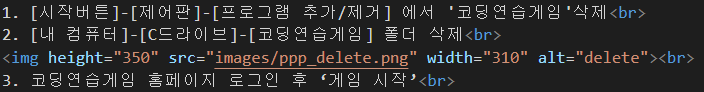 1. [시작버튼]-[제어판]-[프로그램 추가/제거] 에서 '코딩연습게임'삭제<br>
2. [내 컴퓨터]-[C드라이브]-[코딩연습게임] 폴더 삭제<br>
<img height="350" src="images/ppp_delete.png" width="310" alt="delete"><br>
3. 코딩연습게임 홈페이지 로그인 후 ‘게임 시작’<br>